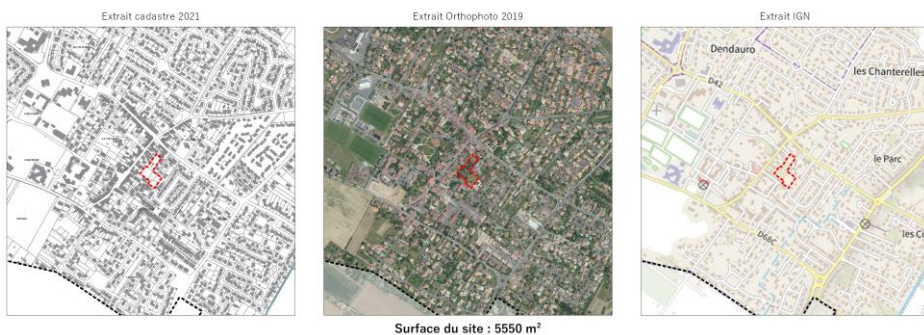 Extrait cadastre 2021
Extrait Orthophoto 2019
Extrait IGN
Dendauro
les Chanterelles
D42
le Parc
les Co
D68C
Surface du site : 5550 m²